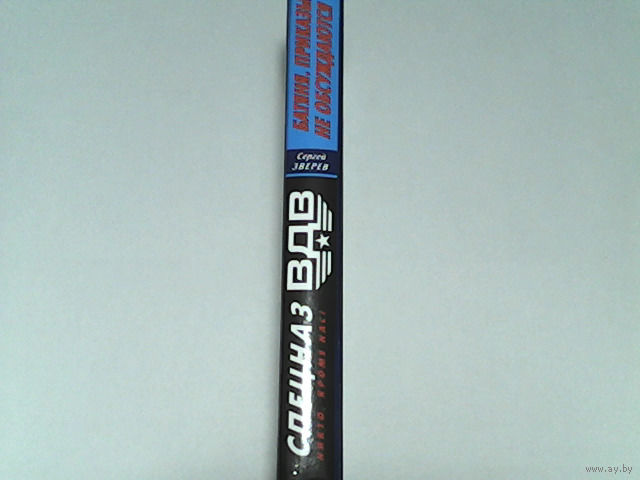 БАТЯНЯ, ПРИКАЗЫ
НЕ ОБСУЖДАЮТСЯ
Сергей
ЗВЕРЕВ
СПЕЦНАЗ ВДВ
НИКТО, КРОМЕ НАС!
www.ay.by